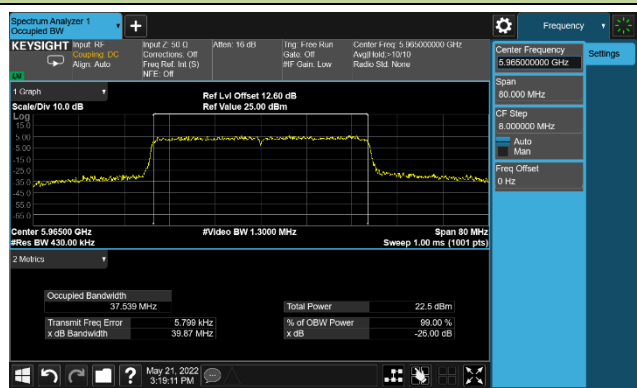 Spectrum Analyzer 1
Occupied BW
Frequency
KEYSIGHT Input: RF
Coupling: DC
Align: Auto
Input Z: 50 Ω
Corrections: Off
Freq Ref: Int (S)
NFE: Off
Atten: 16 dB
Trig: Free Run
Gate: Off
#IF Gain: Low
Center Freq: 5.965000000 GHz
Avg|Hold:>10/10
Radio Std: None
Center Frequency
5.965000000 GHz
Settings
Span
80.000 MHz
CF Step
8.000000 MHz
Auto
Man
Freq Offset
0 Hz
1 Graph
Scale/Div 10.0 dB
Ref Lvl Offset 12.60 dB
Ref Value 25.00 dBm
Log
15.0
5.00
-5.00
-15.0
-25.0
-35.0
-45.0
-55.0
-65.0
Center 5.96500 GHz
#Video BW 1.3000 MHz
Span 80 MHz
#Res BW 430.00 kHz
Sweep 1.00 ms (1001 pts)
2 Metrics
Occupied Bandwidth
37.539 MHz
Total Power 22.5 dBm
Transmit Freq Error 5.799 kHz
% of OBW Power 99.00 %
x dB Bandwidth 39.87 MHz
x dB -26.00 dB
May 21, 2022
3:19:11 PM